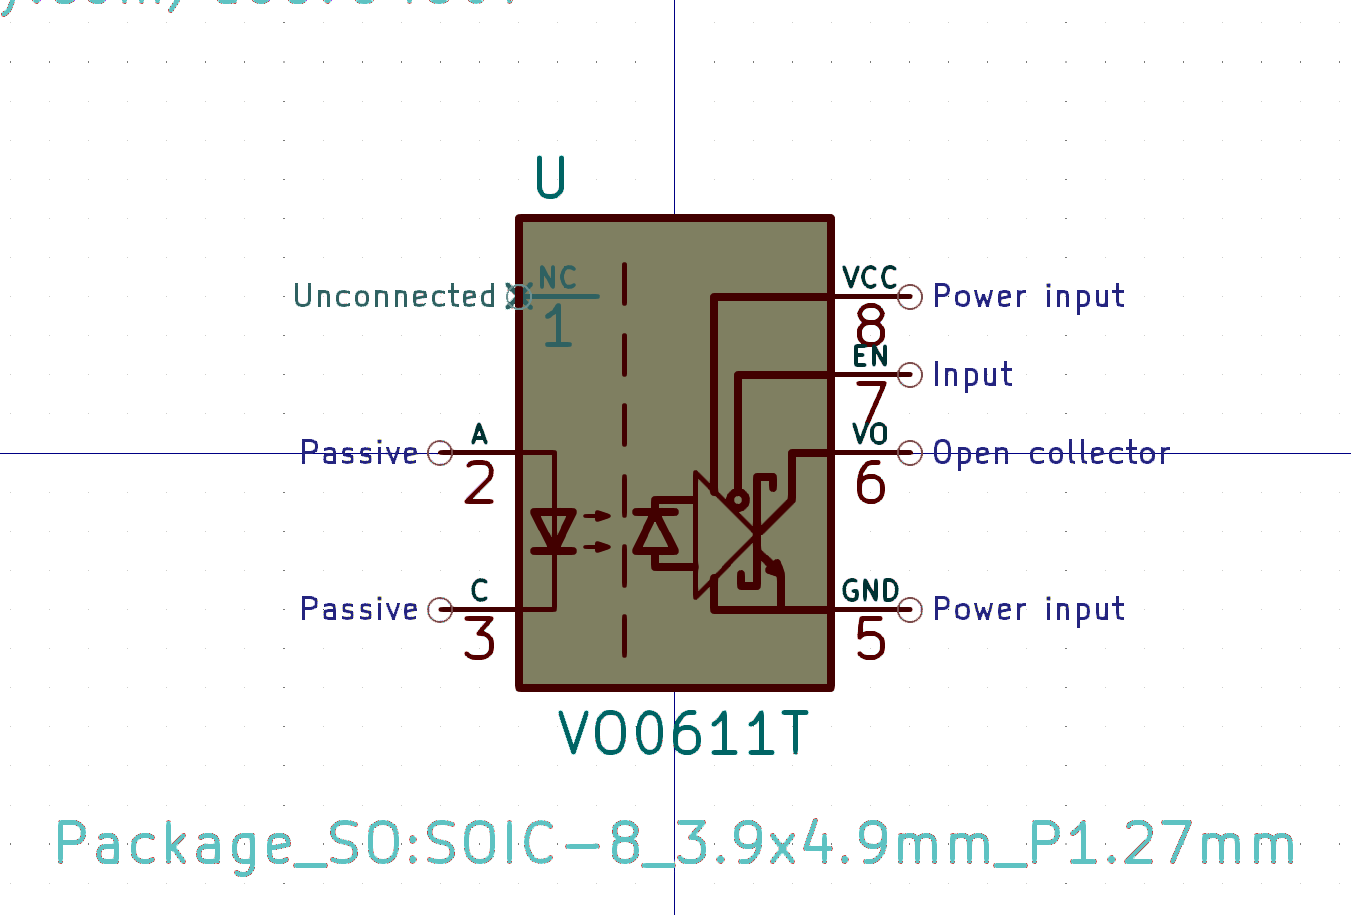 U
NC
Unconnected
1
VCC
Power input
8
EN
Input
7
A
Passive
2
VO
Open collector
6
C
Passive
3
GND
Power input
5
VO0611T
Package_SO:SOIC-8_3.9x4.9mm_P1.27mm